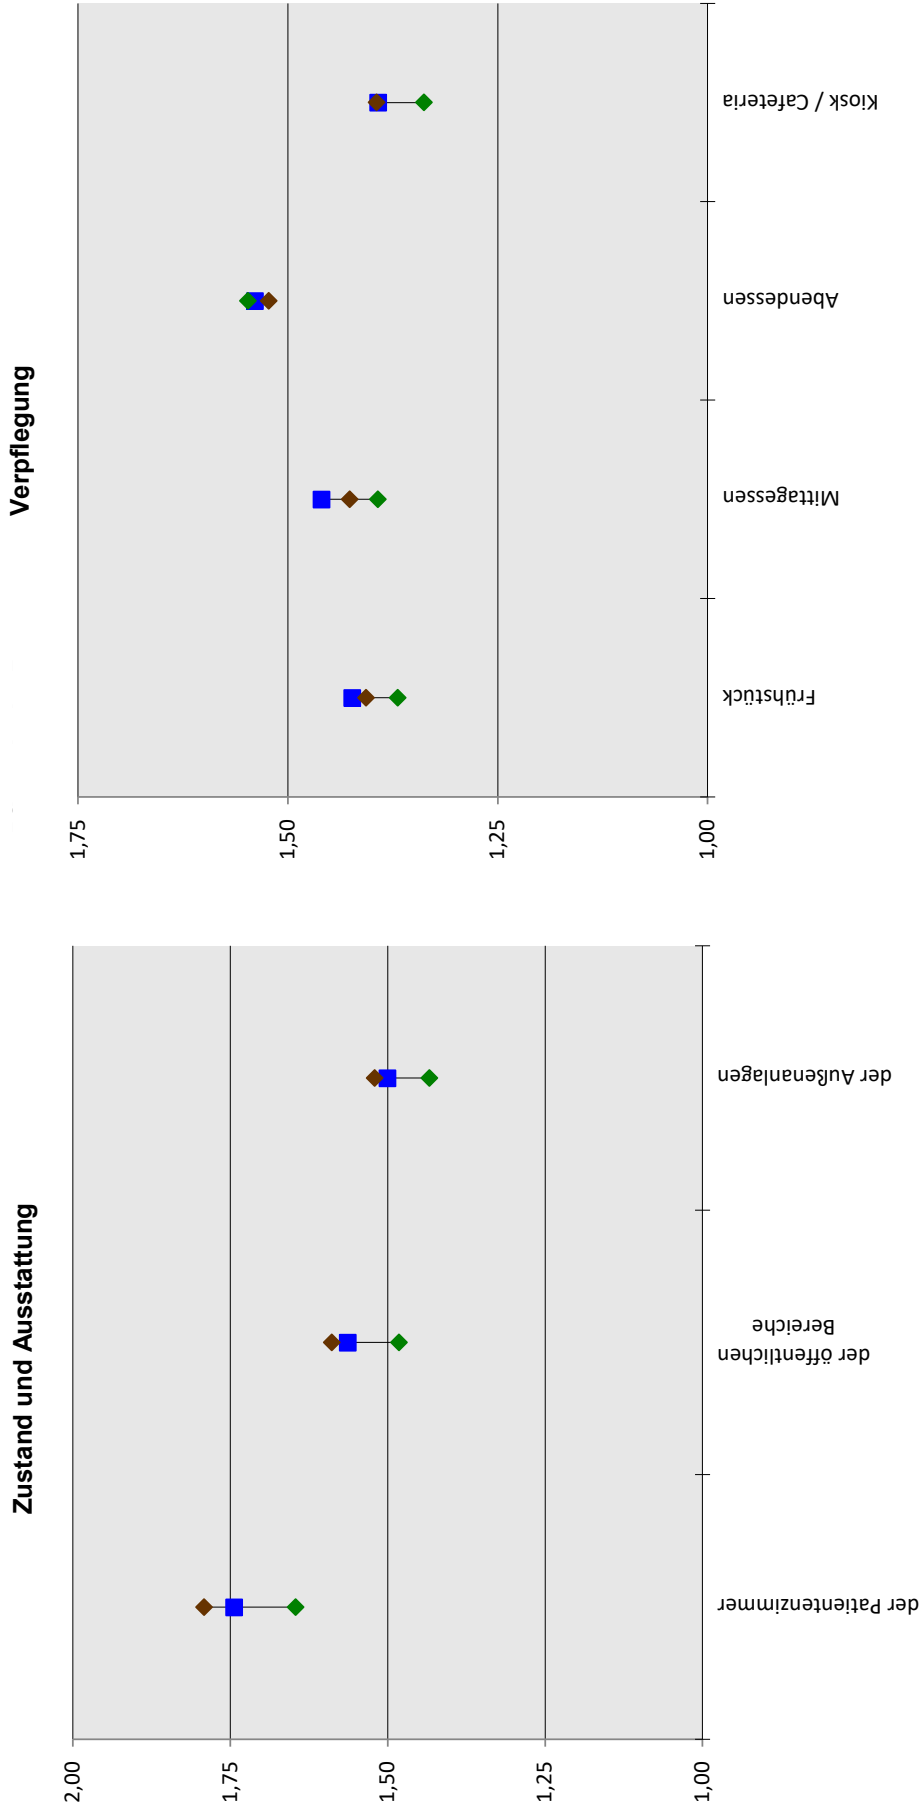 Zustand und Ausstattung
2,00
1,75
1,50
1,25
1,00
der Patientenzimmer
der öffentlichen
Bereiche
der Außenanlagen
Verpflegung
1,75
1,50
1,25
1,00
Frühstück
Mittagessen
Abendessen
Kiosk / Cafeteria